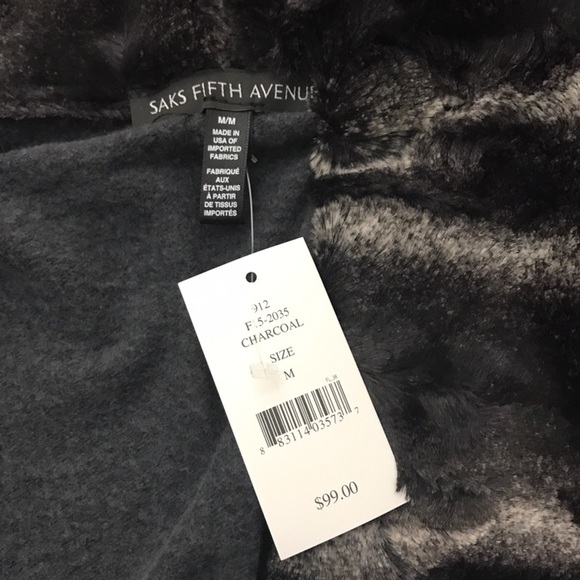 SAKS FIFTH AVENUE
M/M
MADE IN
USA OF
IMPORTED
FABRICS
FABRIQUÉ
AUX
ÉTATS-UNIS
À PARTIR
DE TISSUS
IMPORTÉS
912
2035
CHARCOAL
SIZE
M
8 83114 03573 7
$99.00